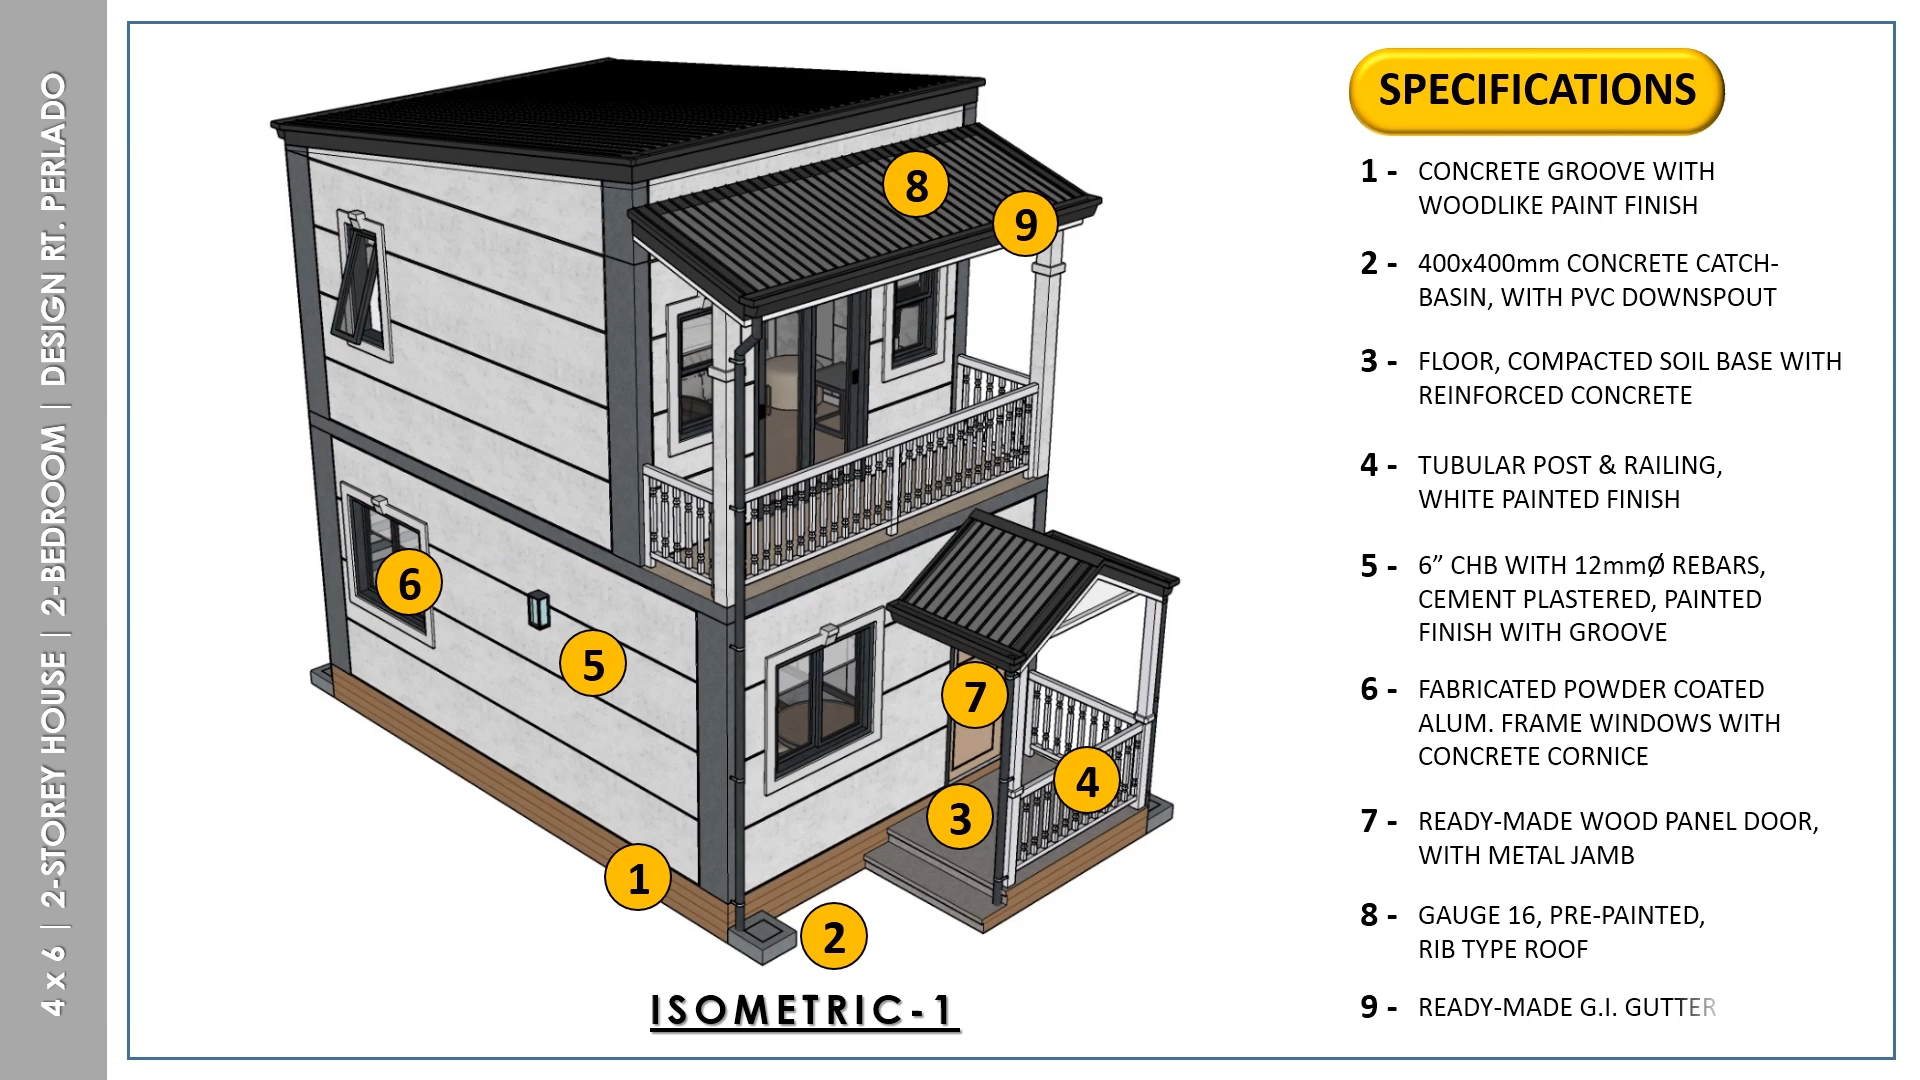 4 x 6 | 2-STOREY HOUSE | 2-BEDROOM | DESIGN RT. PERLADO
SPECIFICATIONS
1 - CONCRETE GROOVE WITH
WOODLIKE PAINT FINISH
2 - 400x400mm CONCRETE CATCH-
BASIN, WITH PVC DOWNSPOUT
3 - FLOOR, COMPACTED SOIL BASE WITH
REINFORCED CONCRETE
4 - TUBULAR POST & RAILING,
WHITE PAINTED FINISH
5 - 6” CHB WITH 12mmØ REBARS,
CEMENT PLASTERED, PAINTED
FINISH WITH GROOVE
6 - FABRICATED POWDER COATED
ALUM. FRAME WINDOWS WITH
CONCRETE CORNICE
7 - READY-MADE WOOD PANEL DOOR,
WITH METAL JAMB
8 - GAUGE 16, PRE-PAINTED,
RIB TYPE ROOF
9 - READY-MADE G.I. GUTTER
8
9
6
5
7
4
3
1
2
ISOMETRIC-1